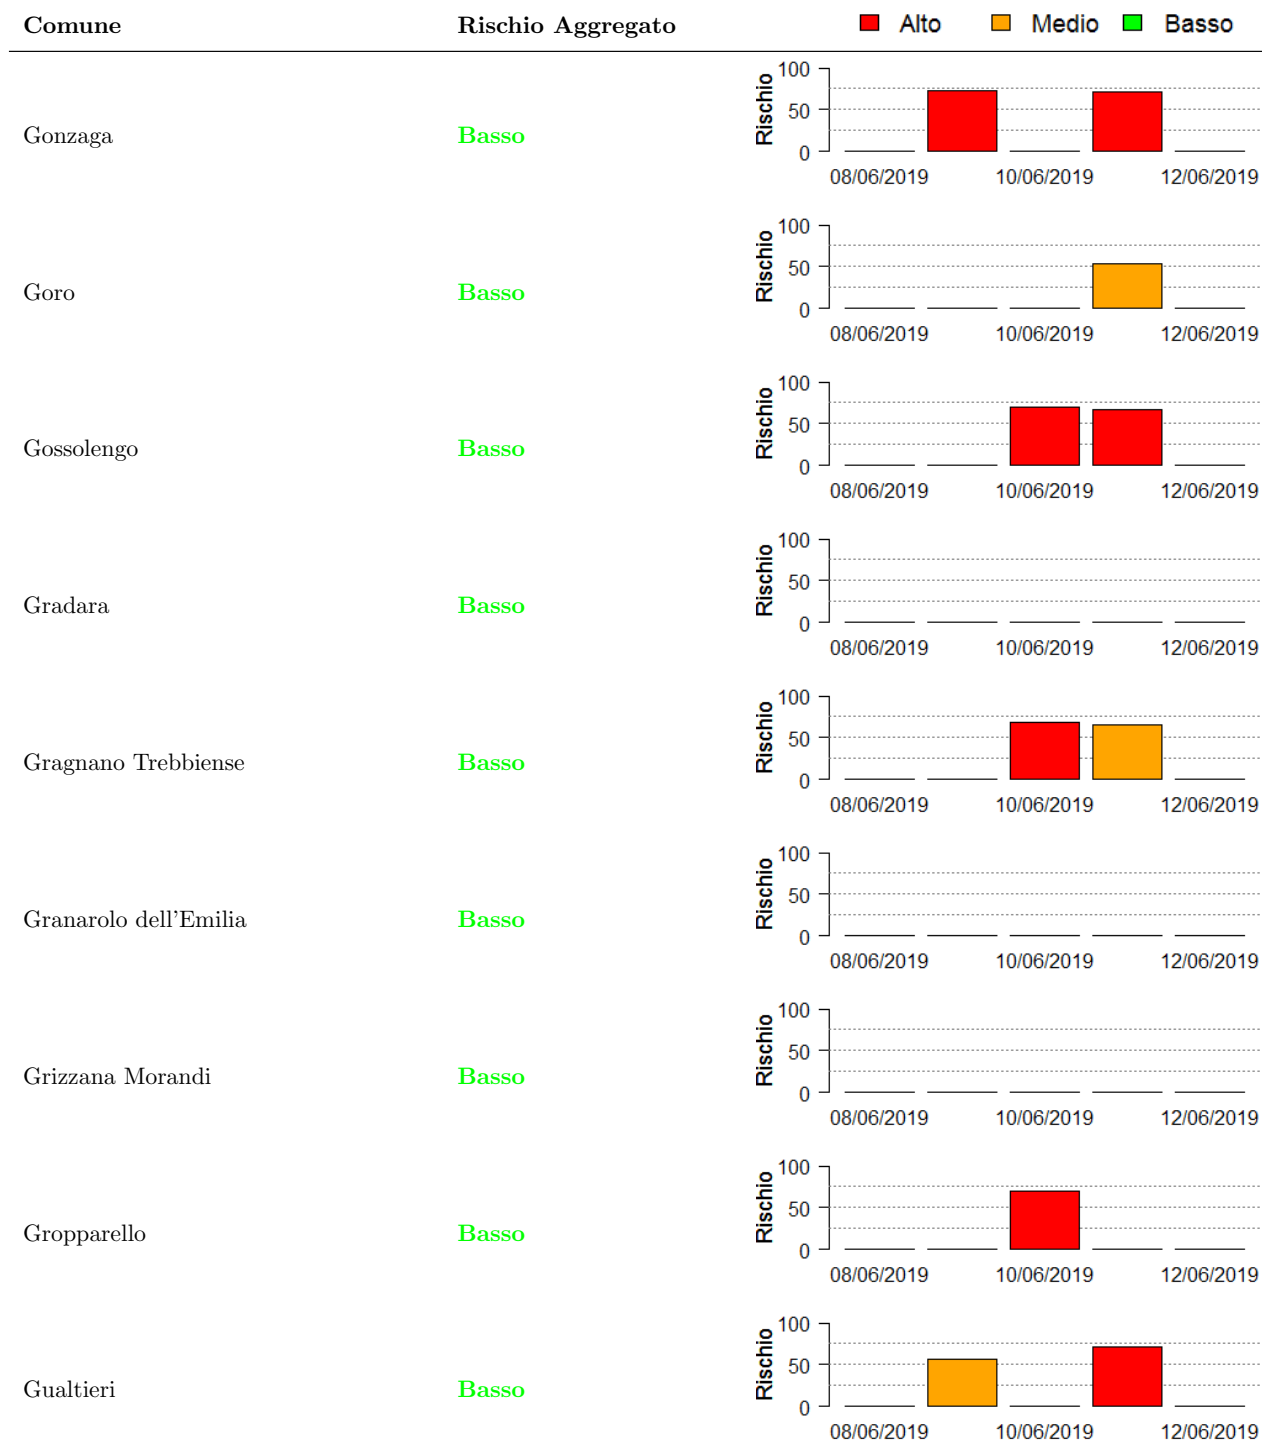 Comune Rischio Aggregato Alto Medio Basso
Gonzaga Basso Rischio 100 50 0
08/06/2019 10/06/2019 12/06/2019
Goro Basso Rischio 100 50 0
08/06/2019 10/06/2019 12/06/2019
Gossolengo Basso Rischio 100 50 0
08/06/2019 10/06/2019 12/06/2019
Gradara Basso Rischio 100 50 0
08/06/2019 10/06/2019 12/06/2019
Gragnano Trebbiense Basso Rischio 100 50 0
08/06/2019 10/06/2019 12/06/2019
Granarolo dell'Emilia Basso Rischio 100 50 0
08/06/2019 10/06/2019 12/06/2019
Grizzana Morandi Basso Rischio 100 50 0
08/06/2019 10/06/2019 12/06/2019
Gropparello Basso Rischio 100 50 0
08/06/2019 10/06/2019 12/06/2019
Gualtieri Basso Rischio 100 50 0
08/06/2019 10/06/2019 12/06/2019